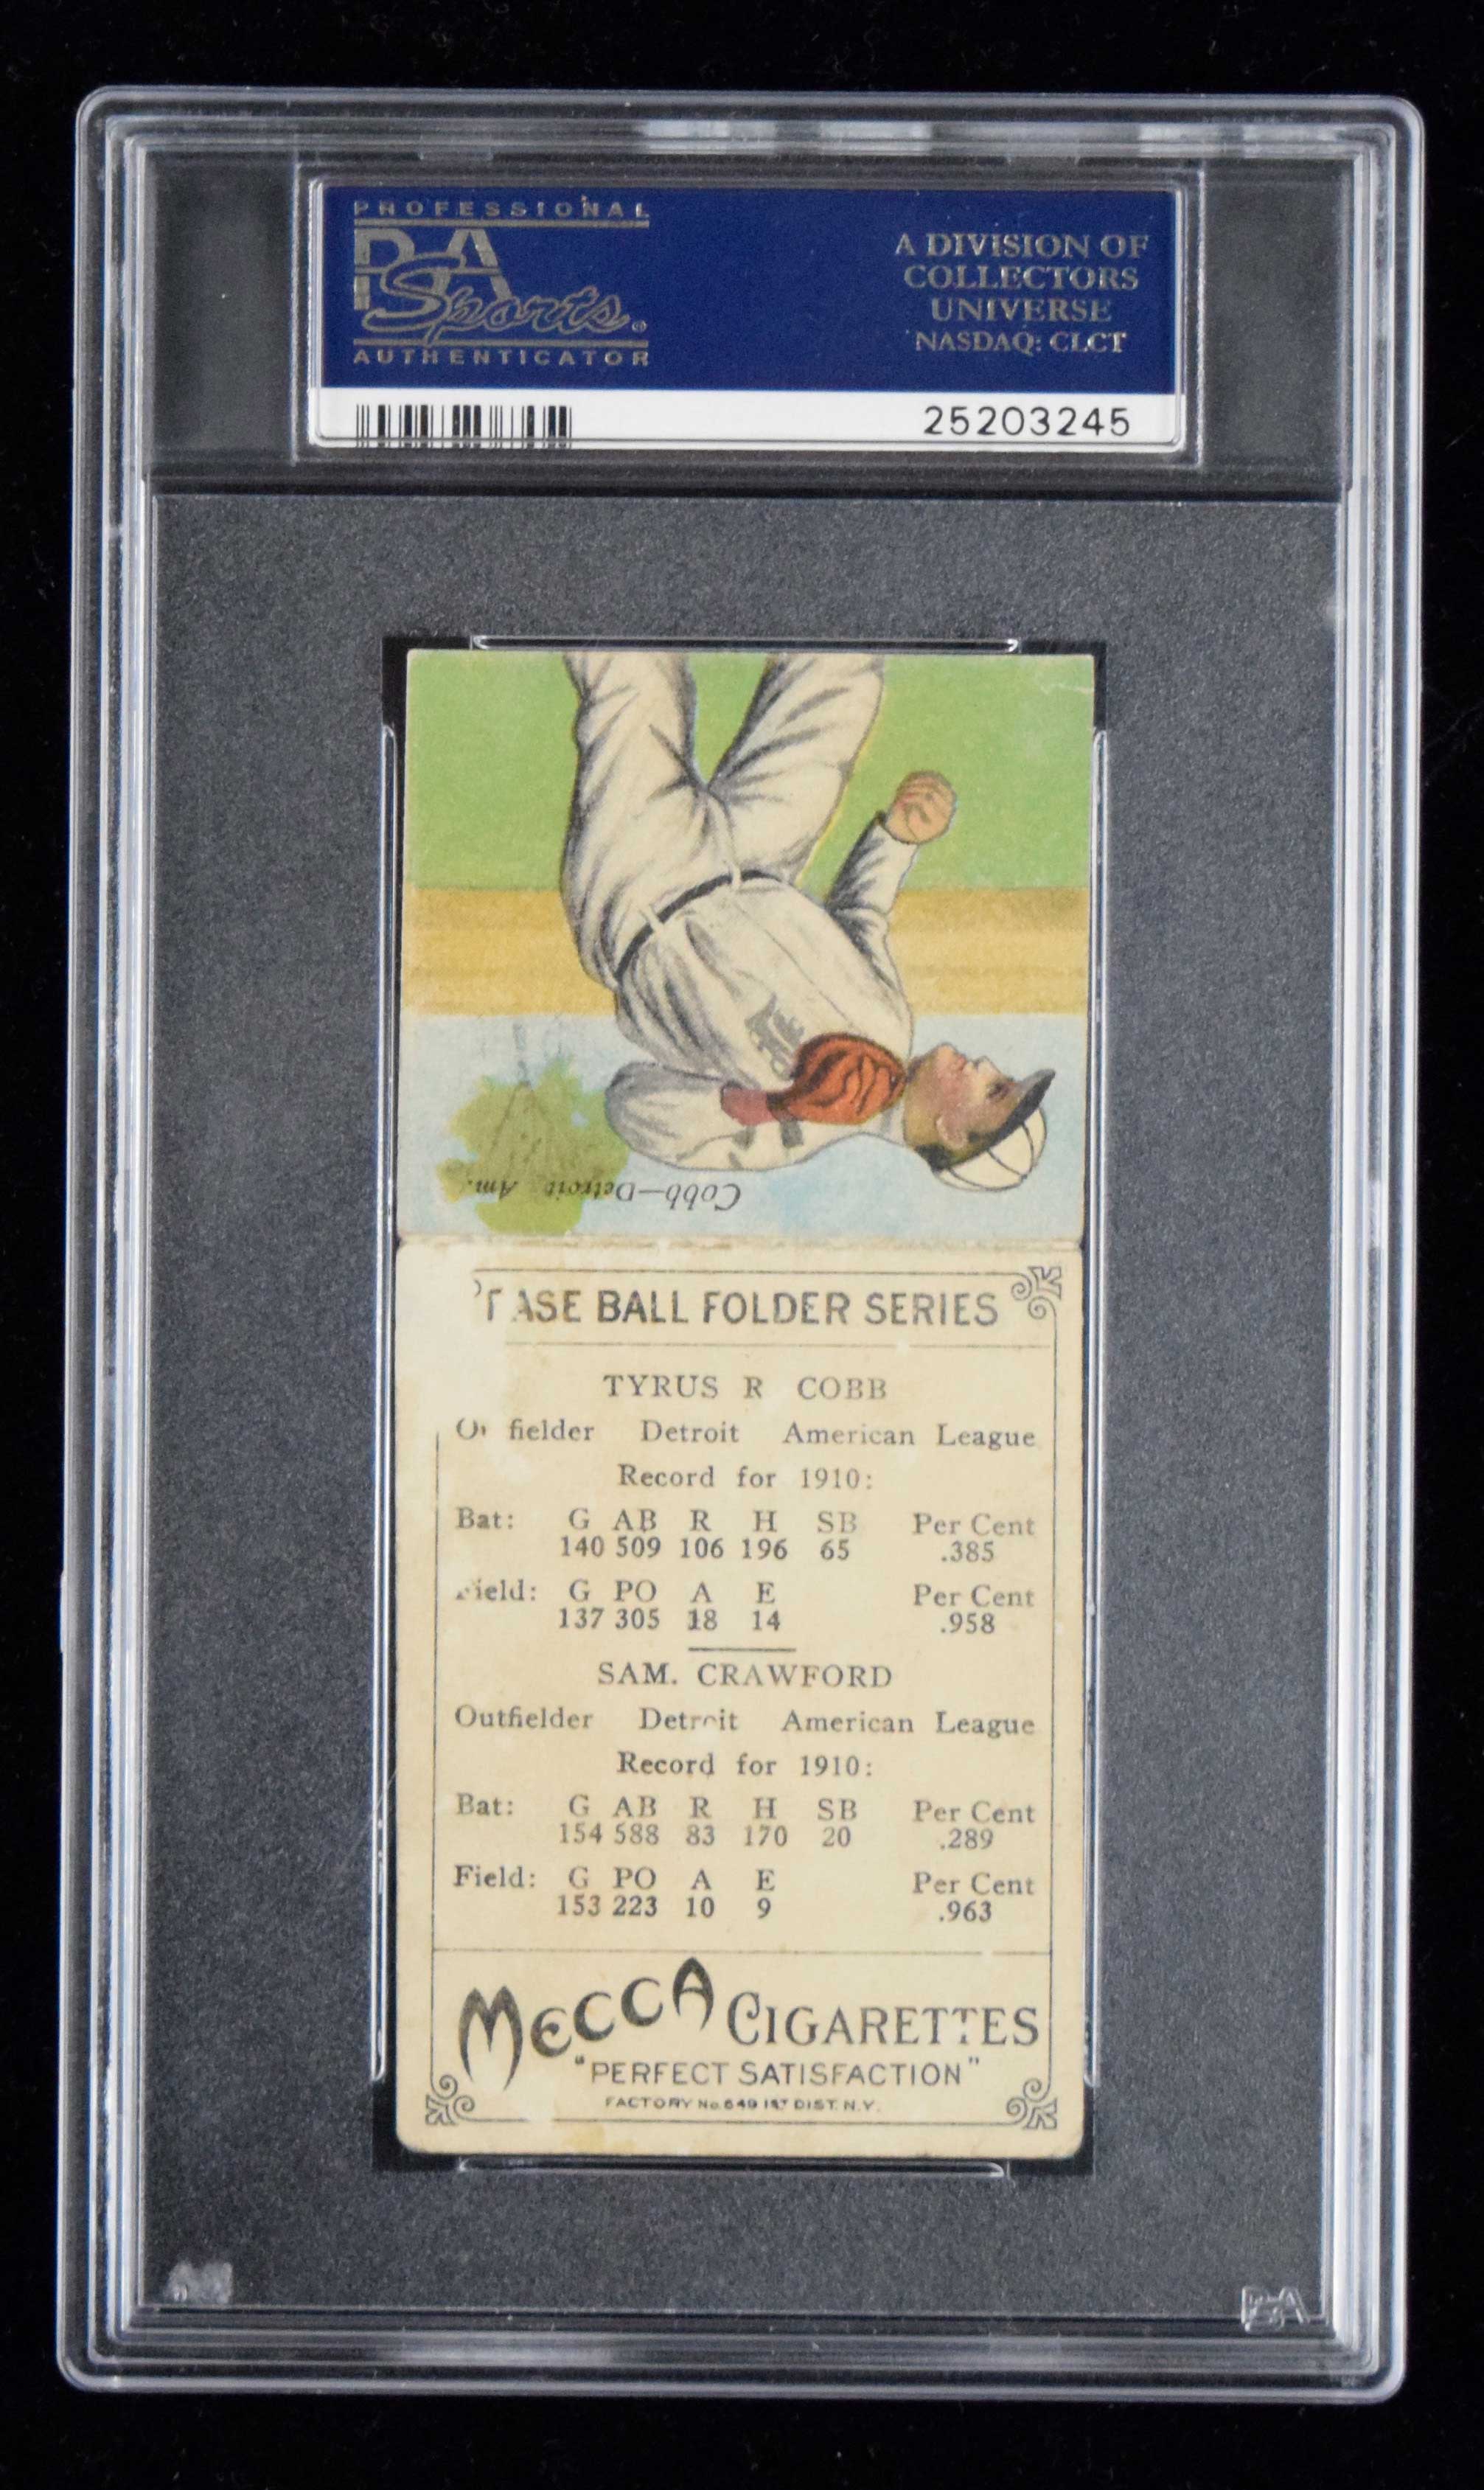 PROFESSIONAL
PSA
Sports
AUTHENTICATOR
A DIVISION OF
COLLECTORS
UNIVERSE
NASDAQ: CLCT
25203245
Cobb—Detroit Am.
ASE BALL FOLDER SERIES
TYRUS R COBB
fielder Detroit American League
Record for 1910:
Bat: G AB R H SB Per Cent
140 509 106 196 65 .385
ield: G PO A E Per Cent
137 305 18 14 .958
SAM. CRAWFORD
Outfielder Detroit American League
Record for 1910:
Bat: G AB R H SB Per Cent
154 588 83 170 20 .289
Field: G PO A E Per Cent
153 223 10 9 .963
MECCA CIGARETTES
"PERFECT SATISFACTION"
FACTORY No. 649 1ST DIST. N.Y.
PSA